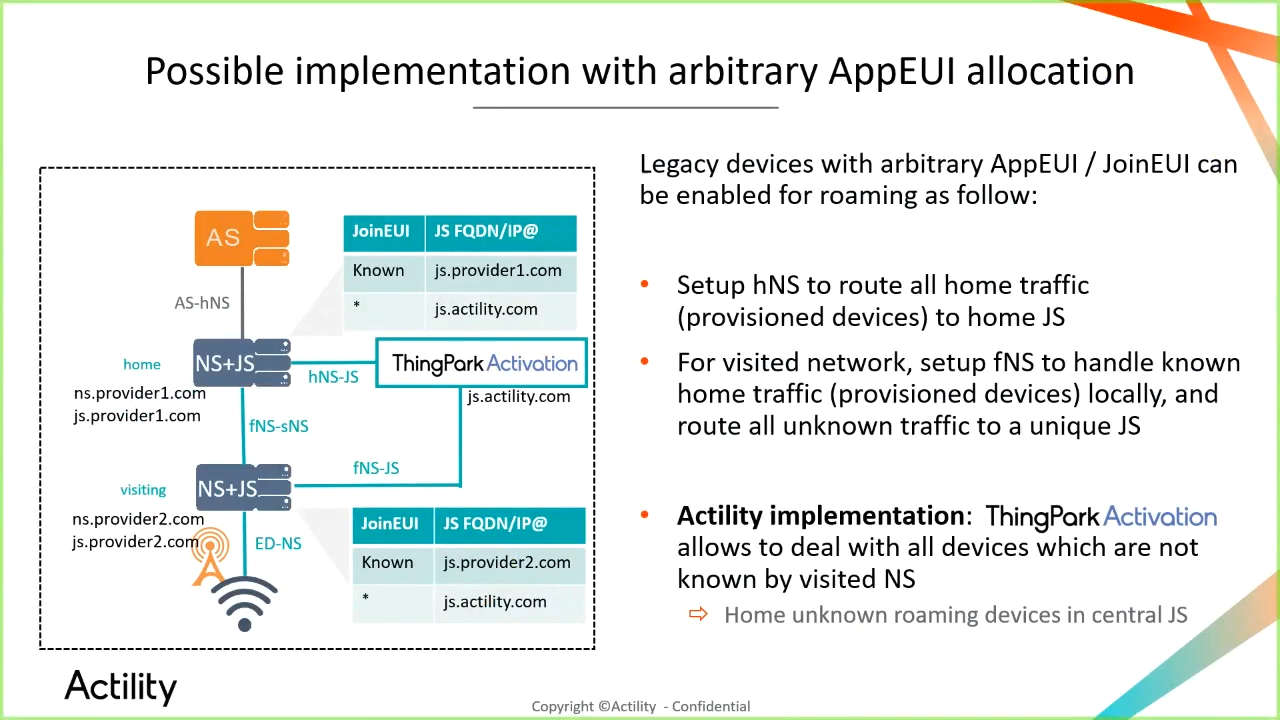 Possible implementation with arbitrary AppEUI allocation
Legacy devices with arbitrary AppEUI / JoinEUI can
be enabled for roaming as follow:
• Setup hNS to route all home traffic
(provisioned devices) to home JS
• For visited network, setup fNS to handle known
home traffic (provisioned devices) locally, and
route all unknown traffic to a unique JS
• Actility implementation: ThingPark Activation
allows to deal with all devices which are not
known by visited NS
⇨ Home unknown roaming devices in central JS
AS
AS-hNS
JoinEUI JS FQDN/IP@
Known js.provider1.com
* js.actility.com
home
NS+JS
hNS-JS
ThingPark Activation
js.actility.com
ns.provider1.com
js.provider1.com
fNS-sNS
fNS-JS
visiting
NS+JS
ns.provider2.com
js.provider2.com
ED-NS
JoinEUI JS FQDN/IP@
Known js.provider2.com
* js.actility.com
Actility
Copyright ©Actility - Confidential